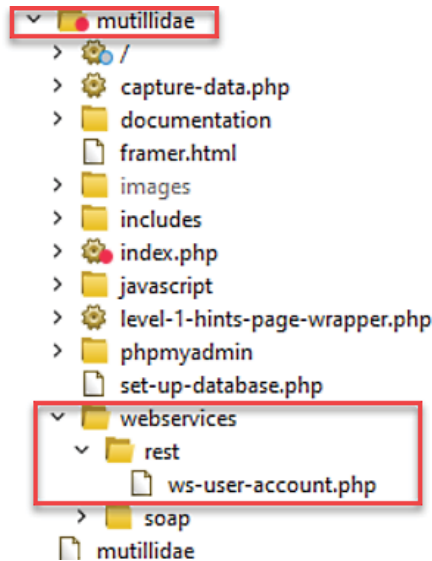 mutillidae
/
capture-data.php
documentation
framer.html
images
includes
index.php
javascript
level-1-hints-page-wrapper.php
phpmyadmin
set-up-database.php
webservices
rest
ws-user-account.php
soap
mutillidae